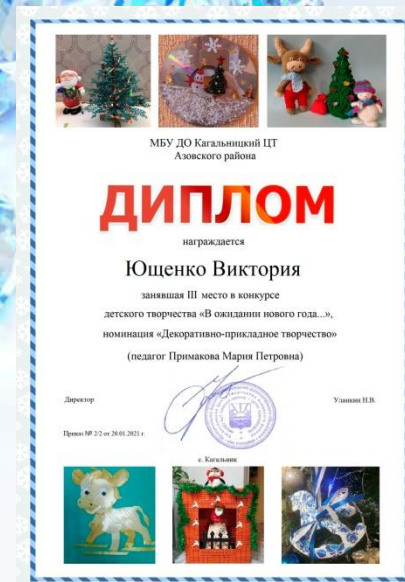 МБУ ДО Кагальницкий ЦТ
Азовского района
ДИПЛОМ
награждается
Ющенко Виктория
занявшая III место в конкурсе
детского творчества «В ожидании нового года...»,
номинация «Декоративно-прикладное творчество»
(педагог Примакова Мария Петровна)
Директор
Уланкин Н.В.
Приказ № 2/2 от 20.01.2021 г.
с. Кагальник